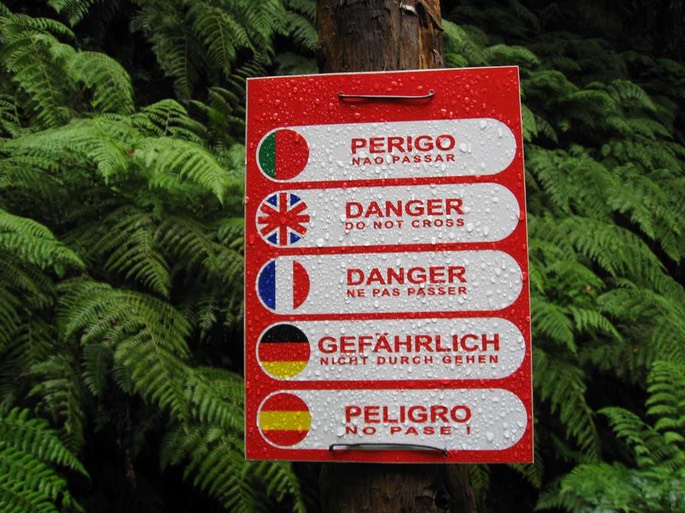 PERIGO
NAO PASSAR
DANGER
DO NOT CROSS
DANGER
NE PAS PASSER
GEFÄHRLICH
NICHT DURCH GEHEN
PELIGRO
NO PASE !